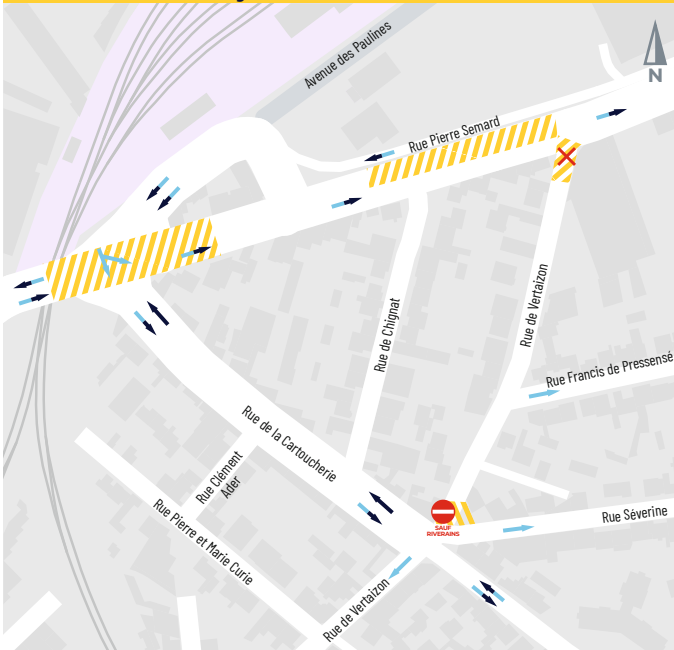 Avenue des Paulines
Rue Pierre Semard
N
Rue de Vertaizon
Rue de Chignat
Rue Francis de Pressensé
Rue de la Cartoucherie
Rue Clément
Ader
Rue Pierre et Marie Curie
SAUF
RIVERAINS
Rue Séverine
Rue de Vertaizon